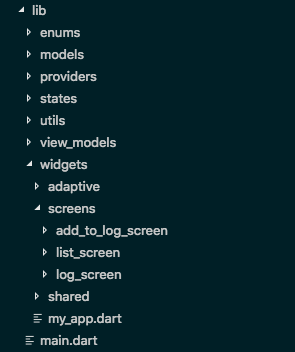 lib
enums
models
providers
states
utils
view_models
widgets
adaptive
screens
add_to_log_screen
list_screen
log_screen
shared
my_app.dart
main.dart